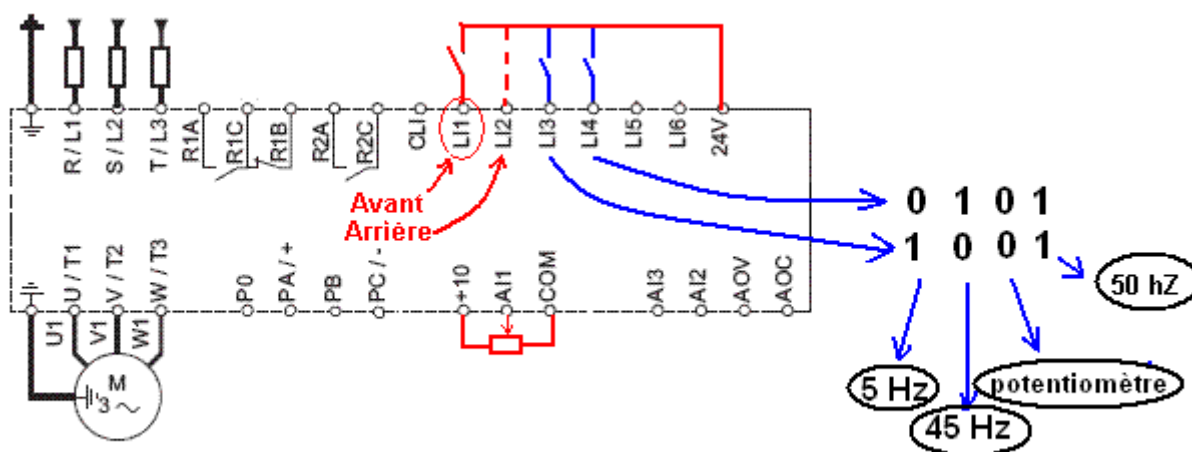 R / L1
S / L2
T / L3
R1A
R1C
R1B
R2A
R2C
CLI
LI1
LI2
LI3
LI4
LI5
LI6
24V
Avant
Arrière
0 1 0 1
1 0 0 1
50 hZ
5 Hz
45 Hz
potentiomètre
U / T1
V / T2
W / T3
P0
PA / +
PB
PC / -
+10
AI1
COM
AI3
AI2
AOV
AOC
U1
V1
W1
M
3 ~